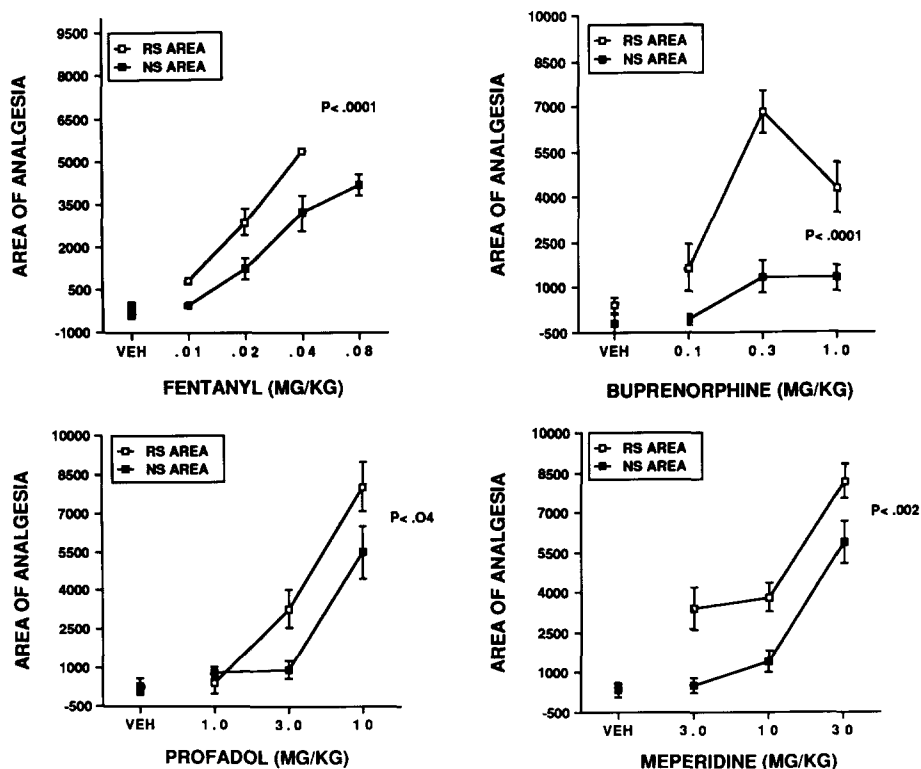 9500
8000
6500
5000
3500
2000
500
-1000
AREA OF ANALGESIA
RS AREA
NS AREA
P< .0001
VEH .01 .02 .04 .08
FENTANYL (MG/KG)
10000
8500
7000
5500
4000
2500
1000
-500
AREA OF ANALGESIA
RS AREA
NS AREA
P< .0001
VEH 0.1 0.3 1.0
BUPRENORPHINE (MG/KG)
10000
8500
7000
5500
4000
2500
1000
-500
AREA OF ANALGESIA
RS AREA
NS AREA
P< .O4
VEH 1.0 3.0 10
PROFADOL (MG/KG)
10000
8500
7000
5500
4000
2500
1000
-500
AREA OF ANALGESIA
RS AREA
NS AREA
P< .002
VEH 3.0 10 30
MEPERIDINE (MG/KG)